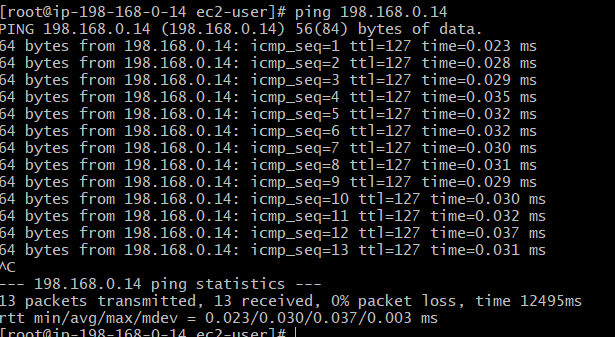 [root@ip-198-168-0-14 ec2-user]# ping 198.168.0.14
PING 198.168.0.14 (198.168.0.14) 56(84) bytes of data.
64 bytes from 198.168.0.14: icmp_seq=1 ttl=127 time=0.023 ms
64 bytes from 198.168.0.14: icmp_seq=2 ttl=127 time=0.028 ms
64 bytes from 198.168.0.14: icmp_seq=3 ttl=127 time=0.029 ms
64 bytes from 198.168.0.14: icmp_seq=4 ttl=127 time=0.035 ms
64 bytes from 198.168.0.14: icmp_seq=5 ttl=127 time=0.032 ms
64 bytes from 198.168.0.14: icmp_seq=6 ttl=127 time=0.032 ms
64 bytes from 198.168.0.14: icmp_seq=7 ttl=127 time=0.030 ms
64 bytes from 198.168.0.14: icmp_seq=8 ttl=127 time=0.031 ms
64 bytes from 198.168.0.14: icmp_seq=9 ttl=127 time=0.029 ms
64 bytes from 198.168.0.14: icmp_seq=10 ttl=127 time=0.030 ms
64 bytes from 198.168.0.14: icmp_seq=11 ttl=127 time=0.032 ms
64 bytes from 198.168.0.14: icmp_seq=12 ttl=127 time=0.037 ms
64 bytes from 198.168.0.14: icmp_seq=13 ttl=127 time=0.031 ms
^C
--- 198.168.0.14 ping statistics ---
13 packets transmitted, 13 received, 0% packet loss, time 12495ms
rtt min/avg/max/mdev = 0.023/0.030/0.037/0.003 ms
[root@ip-198-168-0-14 ec2-user]#